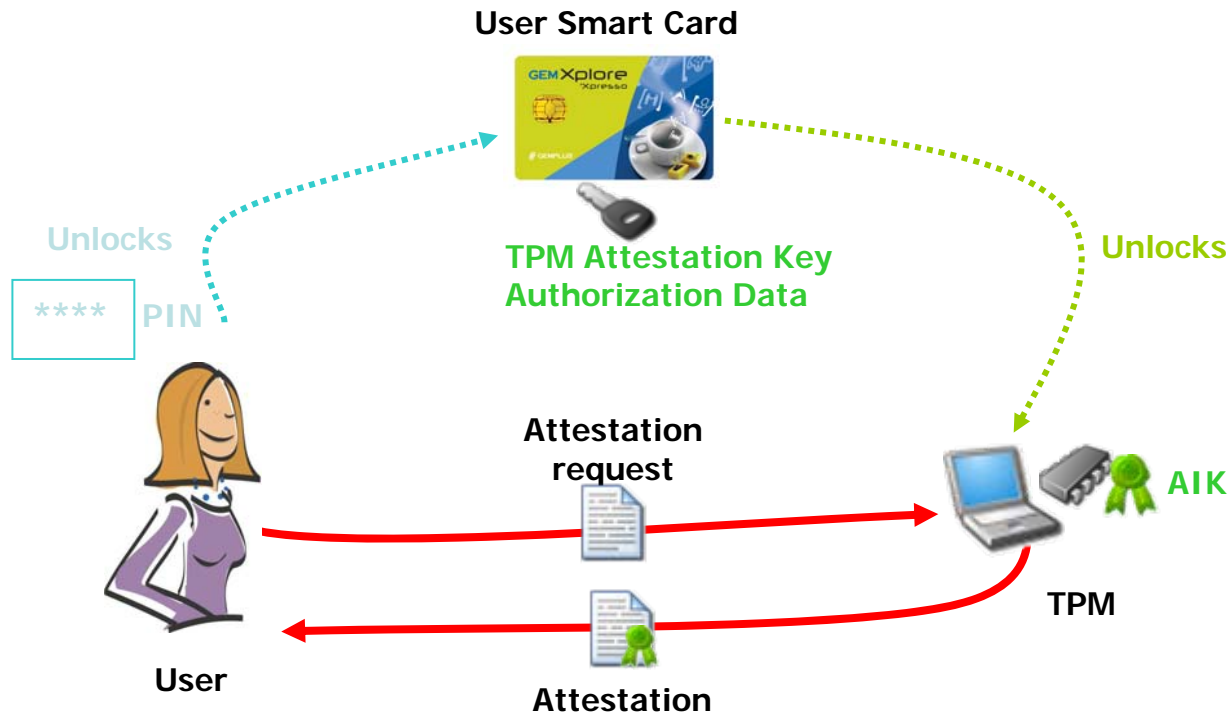 User Smart Card
GEMXplore
Xpresso
[H]
GEMPLUS
Unlocks
**** PIN
TPM Attestation Key
Authorization Data
Unlocks
Attestation
request
AIK
TPM
User
Attestation